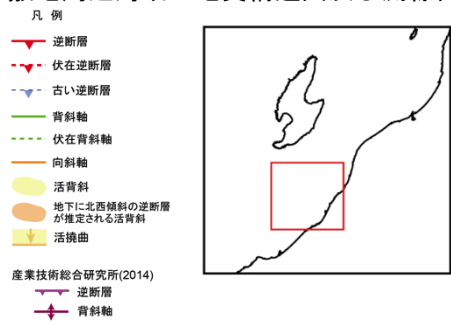 凡 例
逆断層
伏在逆断層
古い逆断層
背斜軸
伏在背斜軸
向斜軸
活背斜
地下に北西傾斜の逆断層
が推定される活背斜
活撓曲
産業技術総合研究所(2014)
逆断層
背斜軸